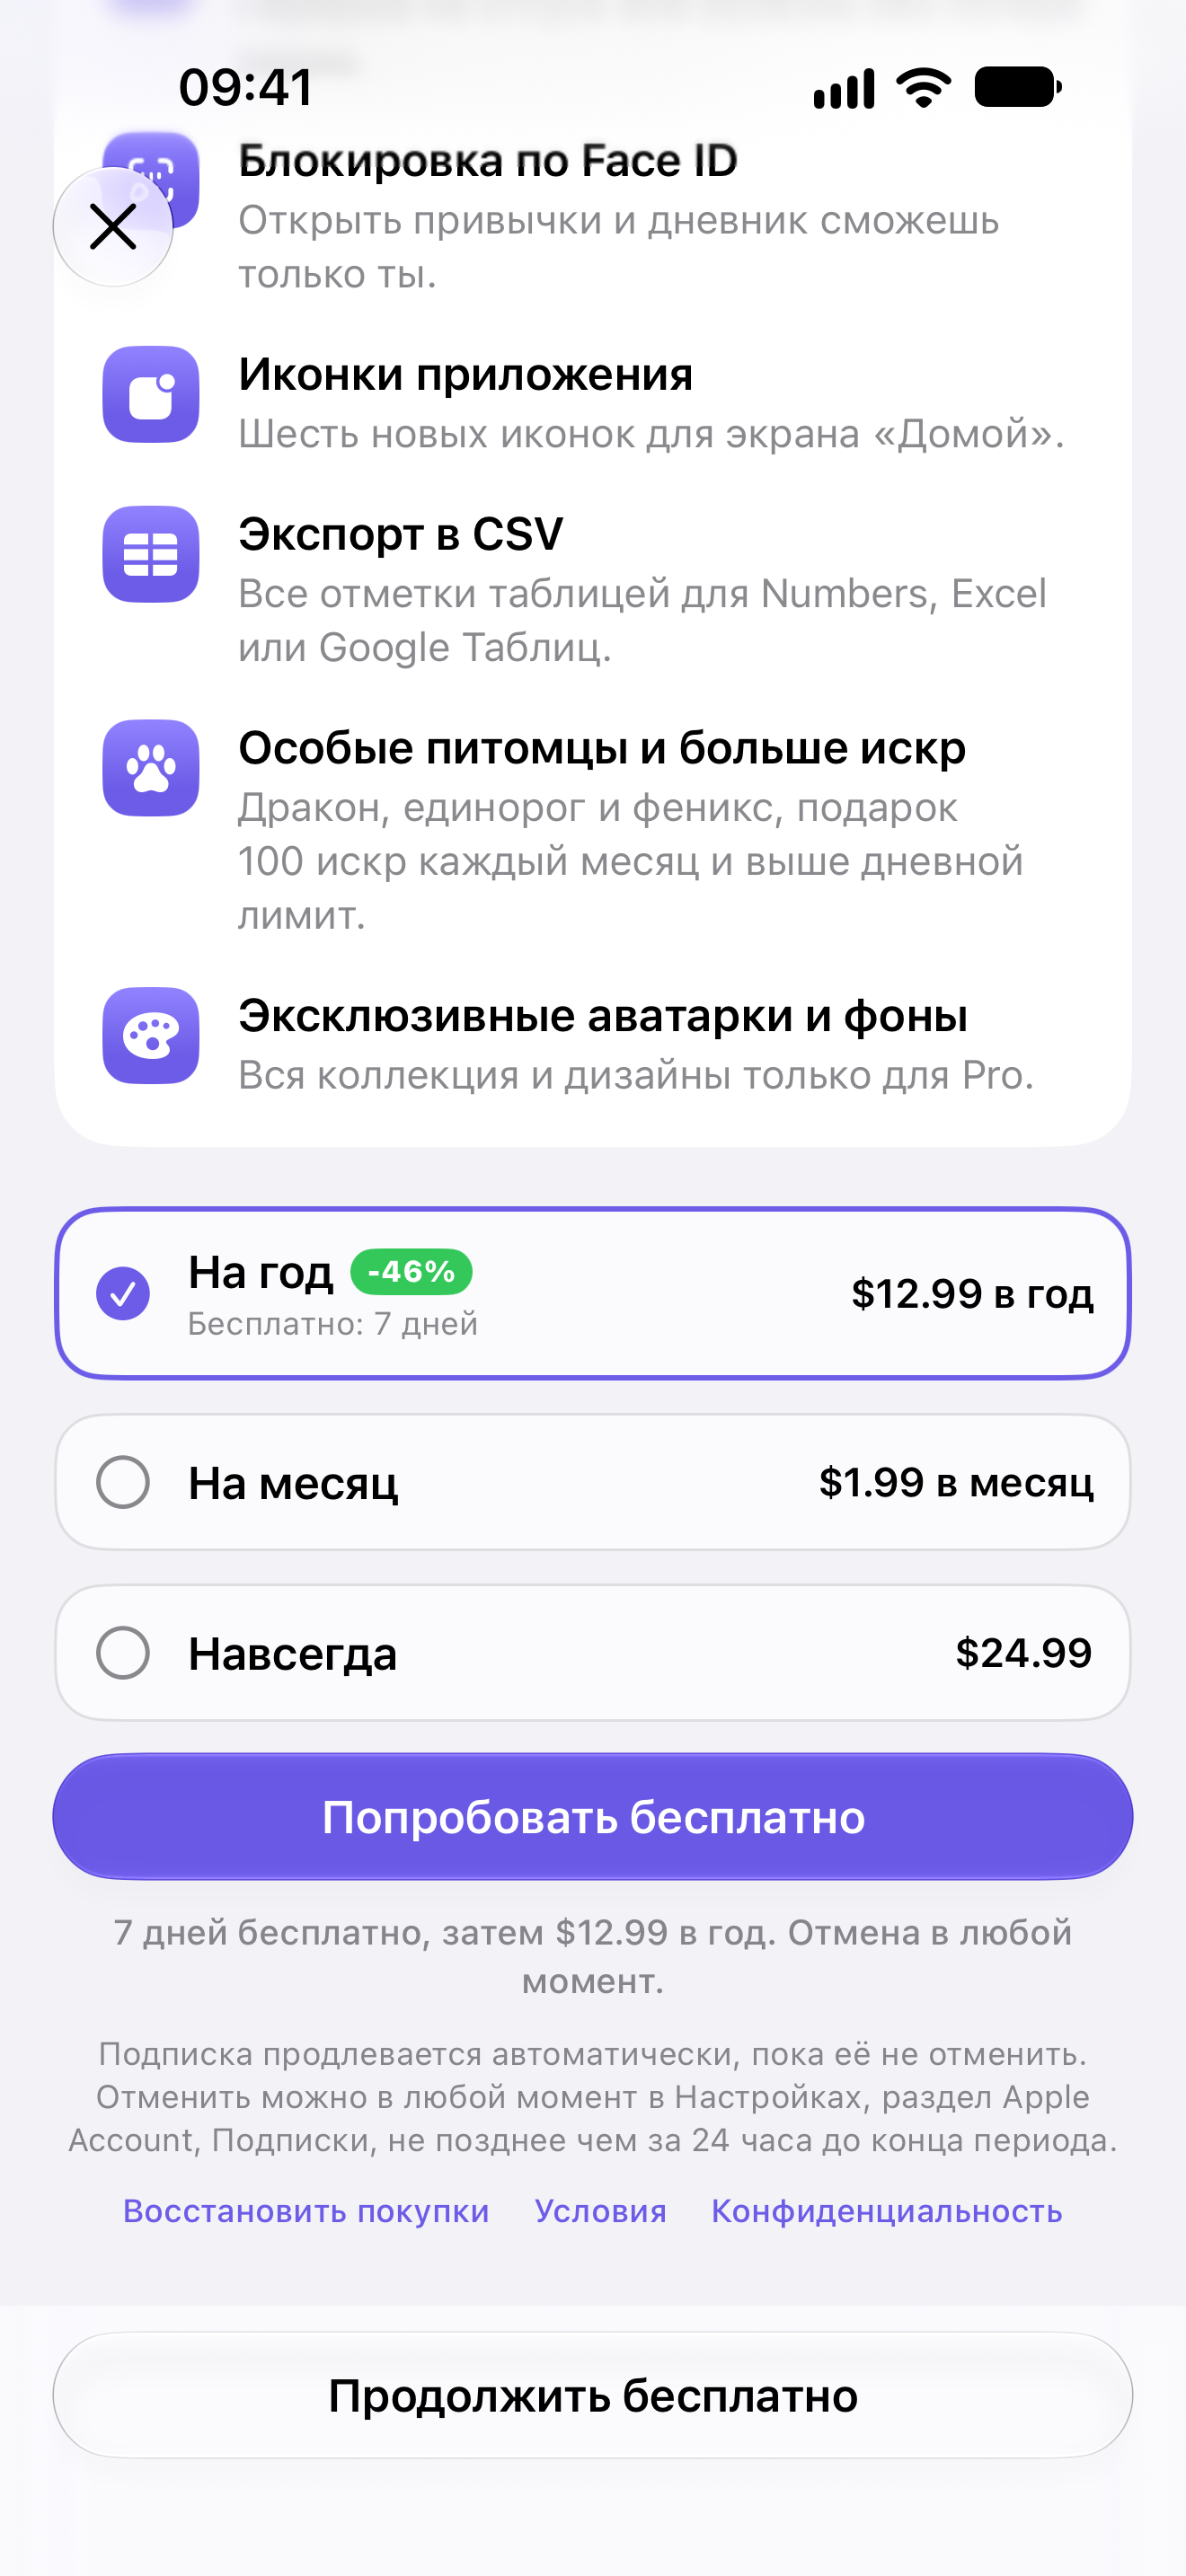 09:41
Блокировка по Face ID
Открыть привычки и дневник сможешь
только ты.
Иконки приложения
Шесть новых иконок для экрана «Домой».
Экспорт в CSV
Все отметки таблицей для Numbers, Excel
или Google Таблиц.
Особые питомцы и больше искр
Дракон, единорог и феникс, подарок
100 искр каждый месяц и выше дневной
лимит.
Эксклюзивные аватарки и фоны
Вся коллекция и дизайны только для Pro.
На год -46%
Бесплатно: 7 дней
$12.99 в год
На месяц
$1.99 в месяц
Навсегда
$24.99
Попробовать бесплатно
7 дней бесплатно, затем $12.99 в год. Отмена в любой
момент.
Подписка продлевается автоматически, пока её не отменить.
Отменить можно в любой момент в Настройках, раздел Apple
Account, Подписки, не позднее чем за 24 часа до конца периода.
Восстановить покупки Условия Конфиденциальность
Продолжить бесплатно